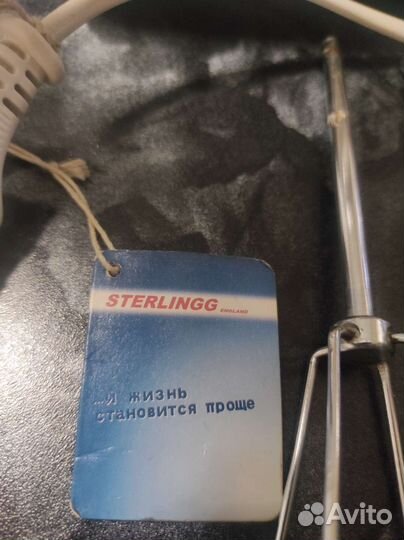 STERLINGG ENGLAND
...и жизнь
становится проще
Avito